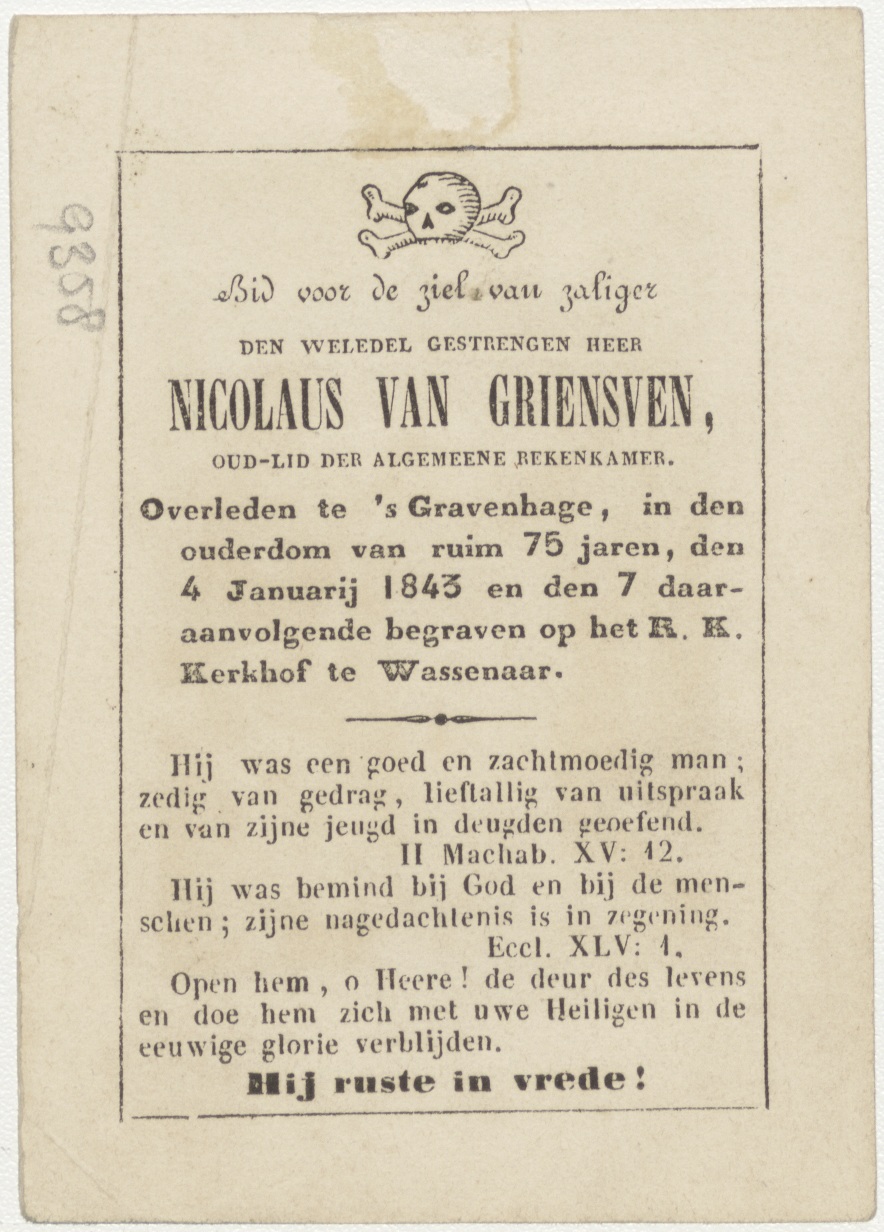 Bid voor de ziel van zaliger
DEN WELEDEL GESTRENGEN HEER
NICOLAUS VAN GRIENSVEN,
OUD-LID DER ALGEMEENE REKENKAMER.
Overleden te 's Gravenhage, in den
ouderdom van ruim 75 jaren, den
4 Januarij 1843 en den 7 daar-
aanvolgende begraven op het R. K.
Kerkhof te Wassenaar.
Hij was een goed en zachtmoedig man;
zedig van gedrag, lieftallig van uitspraak
en van zijne jeugd in deugden geoefend.
II Machab. XV: 12.
Hij was bemind bij God en bij de men-
schen; zijne nagedachtenis is in zegening.
Eccl. XLV: 1.
Open hem, o Heere! de deur des levens
en doe hem zich met uwe Heiligen in de
eeuwige glorie verblijden.
Hij ruste in vrede!
9358